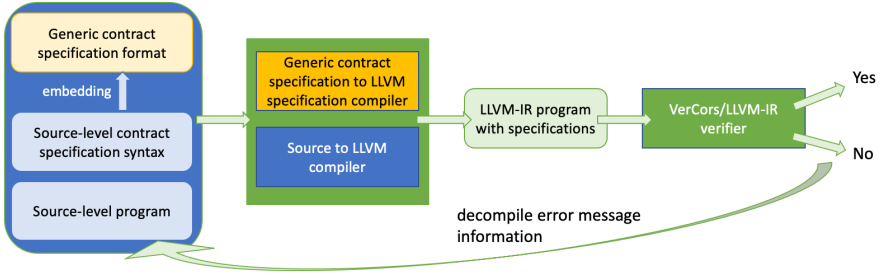 Generic contract
specification format
embedding
Source-level contract
specification syntax
Source-level program
Generic contract
specification to LLVM
specification compiler
Source to LLVM
compiler
LLVM-IR program
with specifications
VerCors/LLVM-IR
verifier
Yes
No
decompile error message
information